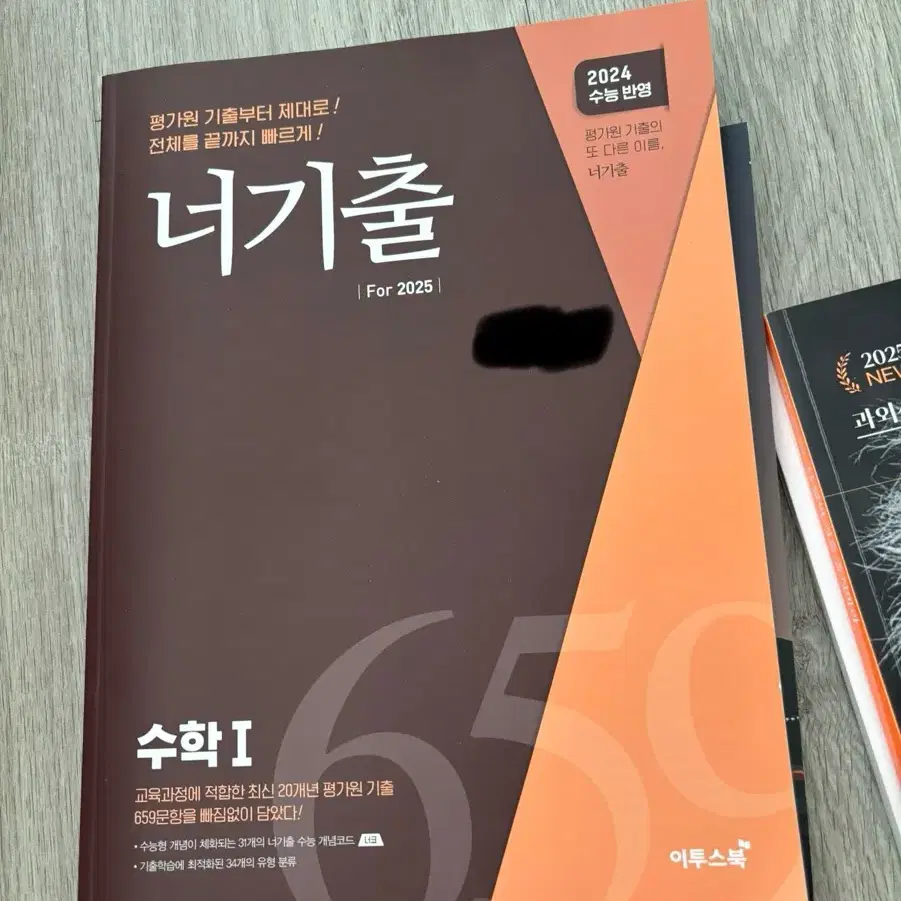 평가원 기출부터 제대로!
전체를 끝까지 빠르게!
너기출
For 2025
2024
수능 반영
평가원 기출의
또 다른 이름,
너기출
659
수학 I
교육과정에 적합한 최신 20개년 평가원 기출
659문항을 빠짐없이 담았다!
• 수능형 개념이 체화되는 31개의 너기출 수능 개념코드 너코
• 기출학습에 최적화된 34개의 유형 분류
이투스북
2025
NEW
과외